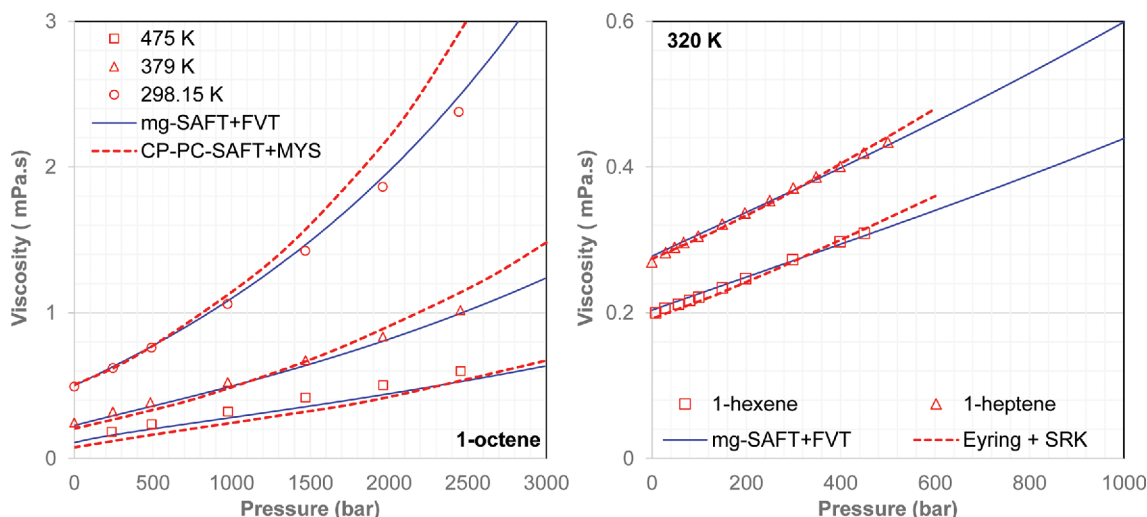 3
2
1
0
Viscosity ( mPa.s)
475 K
379 K
298.15 K
mg-SAFT+FVT
CP-PC-SAFT+MYS
1-octene
0 500 1000 1500 2000 2500 3000
Pressure (bar)
0.6
0.4
0.2
0.0
Viscosity ( mPa.s)
320 K
1-hexene 1-heptene
mg-SAFT+FVT Eyring + SRK
0 200 400 600 800 1000
Pressure (bar)